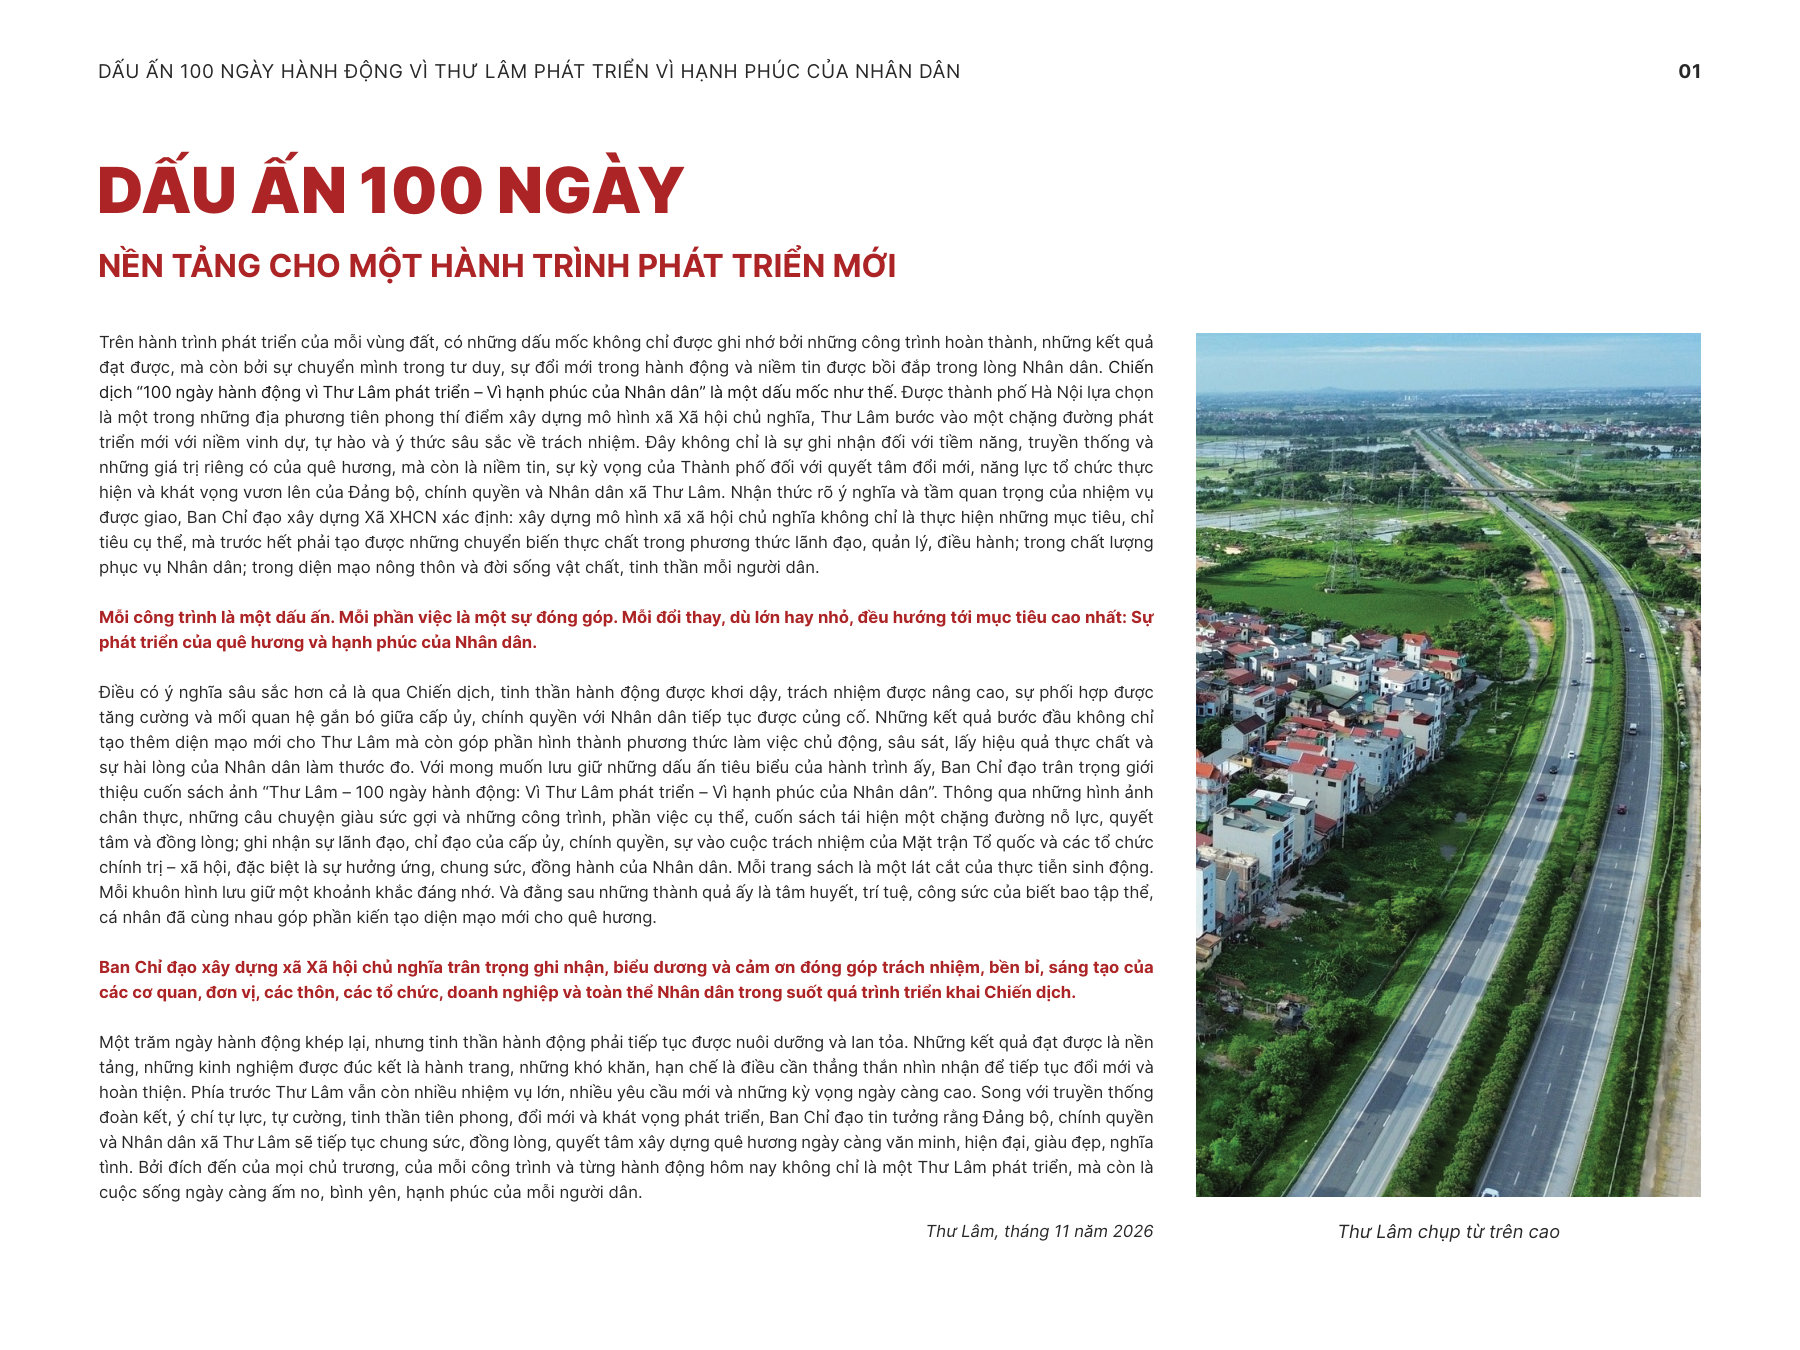 DẤU ẤN 100 NGÀY HÀNH ĐỘNG VÌ THƯ LÂM PHÁT TRIỂN VÌ HẠNH PHÚC CỦA NHÂN DÂN
01
DẤU ẤN 100 NGÀY
NỀN TẢNG CHO MỘT HÀNH TRÌNH PHÁT TRIỂN MỚI
Trên hành trình phát triển của mỗi vùng đất, có những dấu mốc không chỉ được ghi nhớ bởi những công trình hoàn thành, những kết quả
đạt được, mà còn bởi sự chuyển mình trong tư duy, sự đổi mới trong hành động và niềm tin được bồi đắp trong lòng Nhân dân. Chiến
dịch “100 ngày hành động vì Thư Lâm phát triển – Vì hạnh phúc của Nhân dân” là một dấu mốc như thế. Được thành phố Hà Nội lựa chọn
là một trong những địa phương tiên phong thí điểm xây dựng mô hình xã Xã hội chủ nghĩa, Thư Lâm bước vào một chặng đường phát
triển mới với niềm vinh dự, tự hào và ý thức sâu sắc về trách nhiệm. Đây không chỉ là sự ghi nhận đối với tiềm năng, truyền thống và
những giá trị riêng có của quê hương, mà còn là niềm tin, sự kỳ vọng của Thành phố đối với quyết tâm đổi mới, năng lực tổ chức thực
hiện và khát vọng vươn lên của Đảng bộ, chính quyền và Nhân dân xã Thư Lâm. Nhận thức rõ ý nghĩa và tầm quan trọng của nhiệm vụ
được giao, Ban Chỉ đạo xây dựng Xã XHCN xác định: xây dựng mô hình xã xã hội chủ nghĩa không chỉ là thực hiện những mục tiêu, chỉ
tiêu cụ thể, mà trước hết phải tạo được những chuyển biến thực chất trong phương thức lãnh đạo, quản lý, điều hành; trong chất lượng
phục vụ Nhân dân; trong diện mạo nông thôn và đời sống vật chất, tinh thần mỗi người dân.
Mỗi công trình là một dấu ấn. Mỗi phần việc là một sự đóng góp. Mỗi đổi thay, dù lớn hay nhỏ, đều hướng tới mục tiêu cao nhất: Sự
phát triển của quê hương và hạnh phúc của Nhân dân.
Điều có ý nghĩa sâu sắc hơn cả là qua Chiến dịch, tinh thần hành động được khơi dậy, trách nhiệm được nâng cao, sự phối hợp được
tăng cường và mối quan hệ gắn bó giữa cấp ủy, chính quyền với Nhân dân tiếp tục được củng cố. Những kết quả bước đầu không chỉ
tạo thêm diện mạo mới cho Thư Lâm mà còn góp phần hình thành phương thức làm việc chủ động, sâu sát, lấy hiệu quả thực chất và
sự hài lòng của Nhân dân làm thước đo. Với mong muốn lưu giữ những dấu ấn tiêu biểu của hành trình ấy, Ban Chỉ đạo trân trọng giới
thiệu cuốn sách ảnh “Thư Lâm – 100 ngày hành động: Vì Thư Lâm phát triển – Vì hạnh phúc của Nhân dân”. Thông qua những hình ảnh
chân thực, những câu chuyện giàu sức gợi và những công trình, phần việc cụ thể, cuốn sách tái hiện một chặng đường nỗ lực, quyết
tâm và đồng lòng; ghi nhận sự lãnh đạo, chỉ đạo của cấp ủy, chính quyền, sự vào cuộc trách nhiệm của Mặt trận Tổ quốc và các tổ chức
chính trị – xã hội, đặc biệt là sự hưởng ứng, chung sức, đồng hành của Nhân dân. Mỗi trang sách là một lát cắt của thực tiễn sinh động.
Mỗi khuôn hình lưu giữ một khoảnh khắc đáng nhớ. Và đằng sau những thành quả ấy là tâm huyết, trí tuệ, công sức của biết bao tập thể,
cá nhân đã cùng nhau góp phần kiến tạo diện mạo mới cho quê hương.
Ban Chỉ đạo xây dựng xã Xã hội chủ nghĩa trân trọng ghi nhận, biểu dương và cảm ơn đóng góp trách nhiệm, bền bỉ, sáng tạo của
các cơ quan, đơn vị, các thôn, các tổ chức, doanh nghiệp và toàn thể Nhân dân trong suốt quá trình triển khai Chiến dịch.
Một trăm ngày hành động khép lại, nhưng tinh thần hành động phải tiếp tục được nuôi dưỡng và lan tỏa. Những kết quả đạt được là nền
tảng, những kinh nghiệm được đúc kết là hành trang, những khó khăn, hạn chế là điều cần thẳng thắn nhìn nhận để tiếp tục đổi mới và
hoàn thiện. Phía trước Thư Lâm vẫn còn nhiều nhiệm vụ lớn, nhiều yêu cầu mới và những kỳ vọng ngày càng cao. Song với truyền thống
đoàn kết, ý chí tự lực, tự cường, tinh thần tiên phong, đổi mới và khát vọng phát triển, Ban Chỉ đạo tin tưởng rằng Đảng bộ, chính quyền
và Nhân dân xã Thư Lâm sẽ tiếp tục chung sức, đồng lòng, quyết tâm xây dựng quê hương ngày càng văn minh, hiện đại, giàu đẹp, nghĩa
tình. Bởi đích đến của mọi chủ trương, của mỗi công trình và từng hành động hôm nay không chỉ là một Thư Lâm phát triển, mà còn là
cuộc sống ngày càng ấm no, bình yên, hạnh phúc của mỗi người dân.
Thư Lâm, tháng 11 năm 2026
Thư Lâm chụp từ trên cao